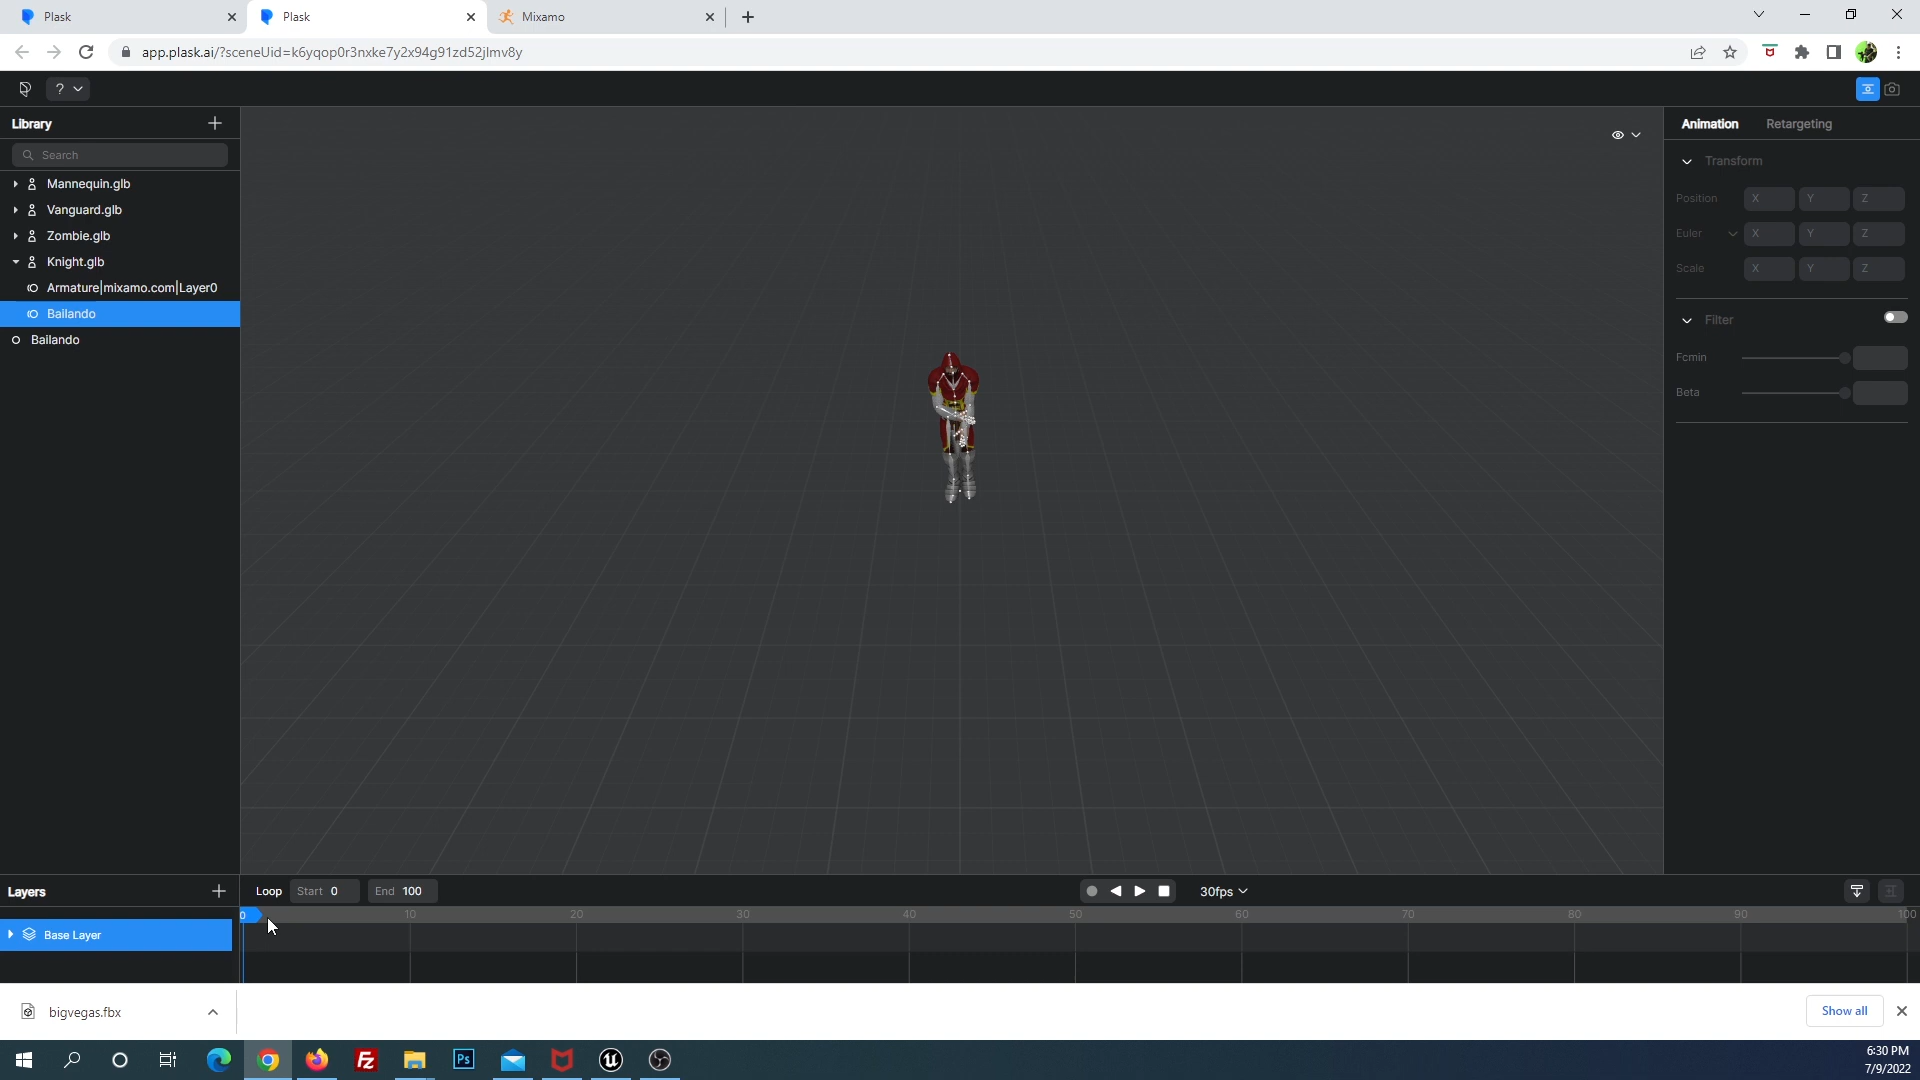 Plask
Plask
Mixamo
app.plask.ai/?sceneUid=k6yqop0r3nxke7y2x94g91zd52jlmv8y
?
Library
Search
Mannequin.glb
Vanguard.glb
Zombie.glb
Knight.glb
Armature|mixamo.com|Layer0
Bailando
Bailando
Animation Retargeting
Transform
Position X Y Z
Euler X Y Z
Scale X Y Z
Filter
Fcmin
Beta
Layers
Loop Start 0 End 100
30fps
0 10 20 30 40 50 60 70 80 90 100
Base Layer
bigvegas.fbx
Show all
Fz
Ps
6:30 PM
7/9/2022